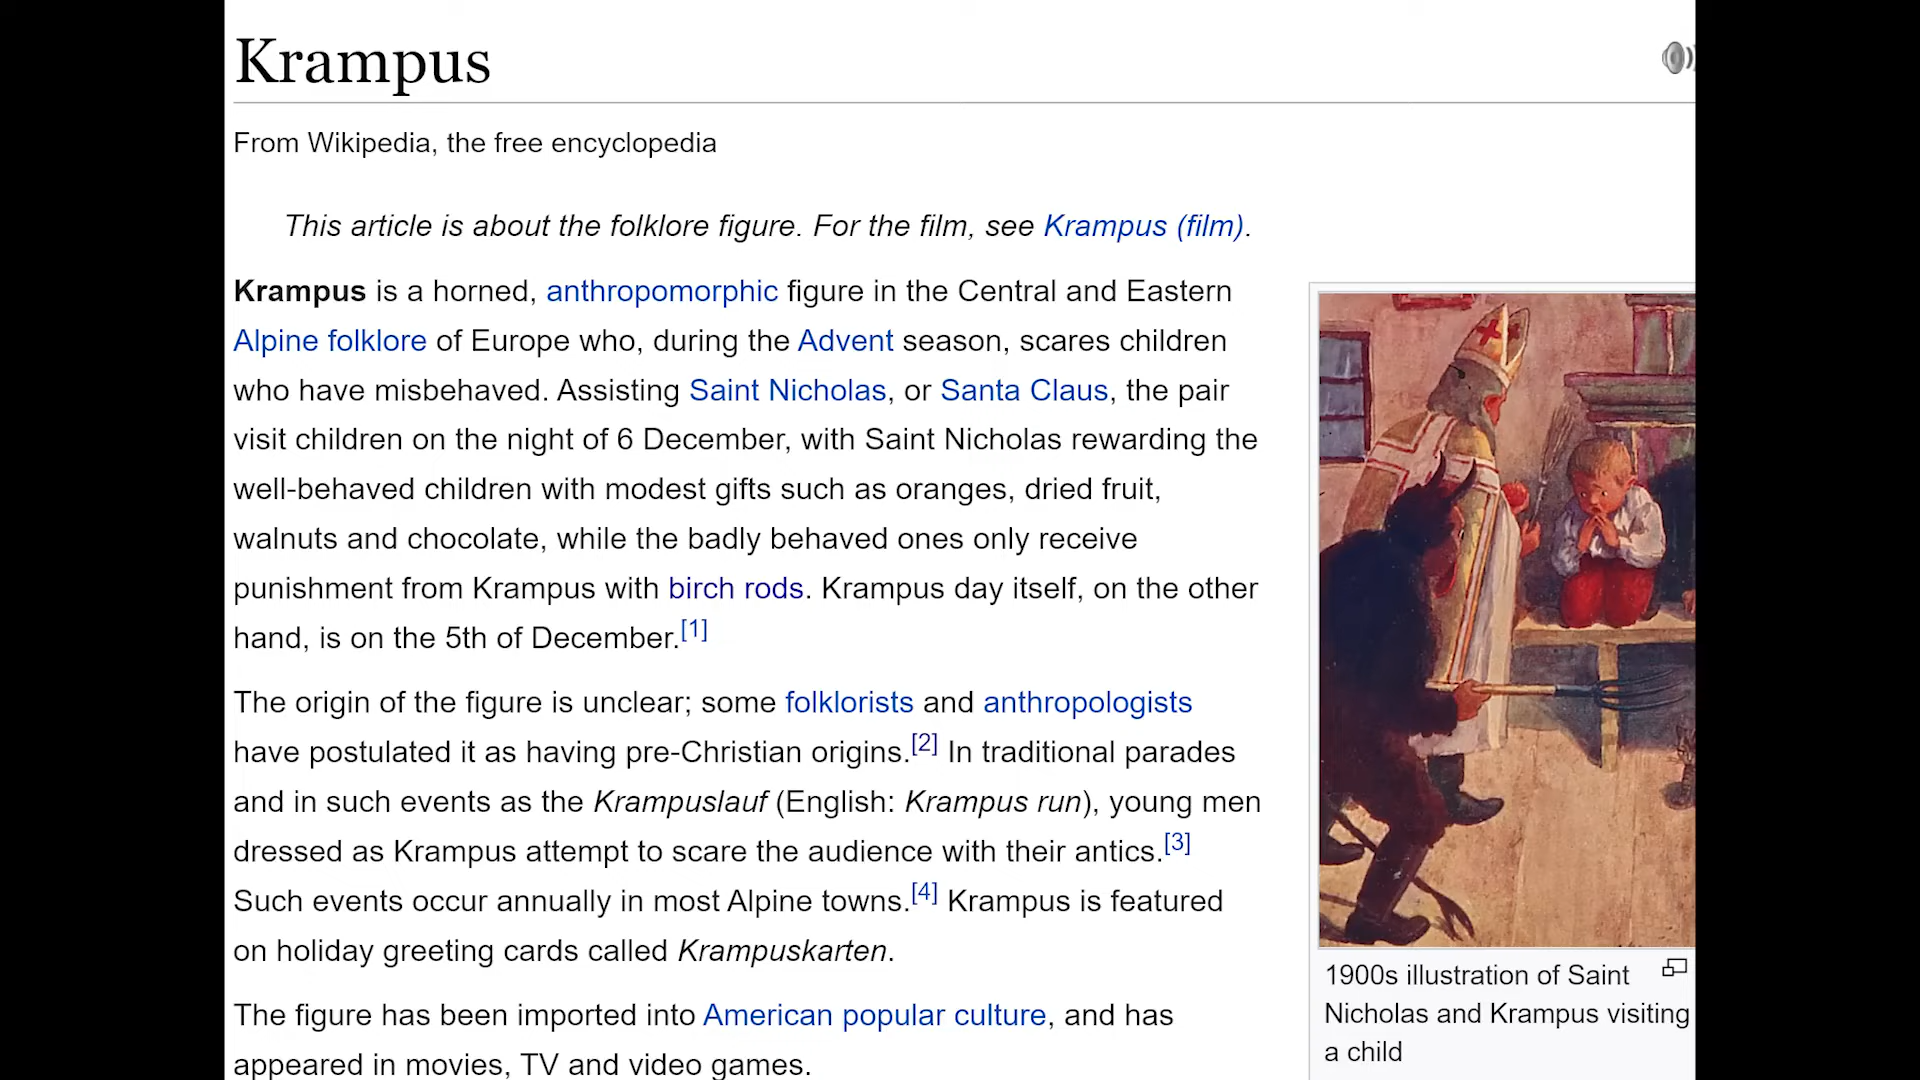 Krampus
From Wikipedia, the free encyclopedia
This article is about the folklore figure. For the film, see Krampus (film).
Krampus is a horned, anthropomorphic figure in the Central and Eastern
Alpine folklore of Europe who, during the Advent season, scares children
who have misbehaved. Assisting Saint Nicholas, or Santa Claus, the pair
visit children on the night of 6 December, with Saint Nicholas rewarding the
well-behaved children with modest gifts such as oranges, dried fruit,
walnuts and chocolate, while the badly behaved ones only receive
punishment from Krampus with birch rods. Krampus day itself, on the other
hand, is on the 5th of December.[1]
The origin of the figure is unclear; some folklorists and anthropologists
have postulated it as having pre-Christian origins.[2] In traditional parades
and in such events as the Krampuslauf (English: Krampus run), young men
dressed as Krampus attempt to scare the audience with their antics.[3]
Such events occur annually in most Alpine towns.[4] Krampus is featured
on holiday greeting cards called Krampuskarten.
The figure has been imported into American popular culture, and has
appeared in movies, TV and video games.
1900s illustration of Saint
Nicholas and Krampus visiting
a child